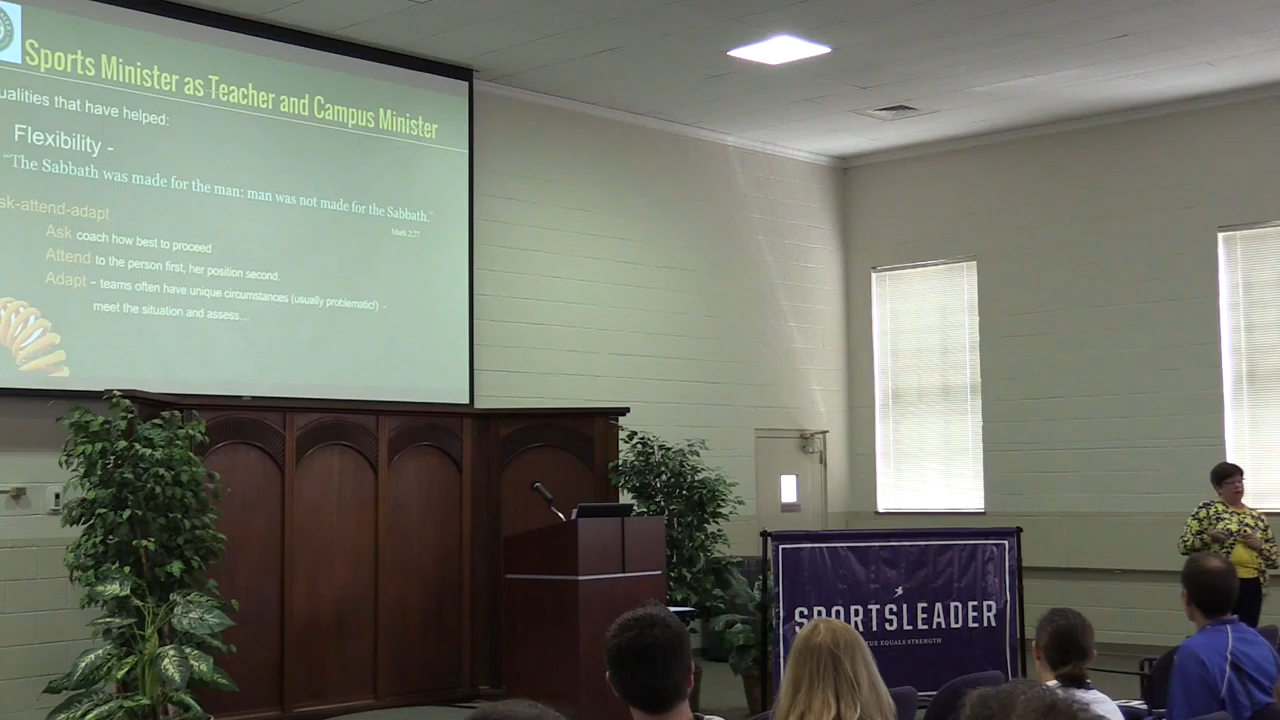 Sports Minister as Teacher and Campus Minister
ualities that have helped:
Flexibility -
“The Sabbath was made for the man: man was not made for the Sabbath.”
Mark 2:27
sk-attend-adapt
Ask coach how best to proceed
Attend to the person first, her position second.
Adapt - teams often have unique circumstances (usually problematic!) -
meet the situation and assess...
SPORTSLEADER
TUE EQUALS STRENGTH